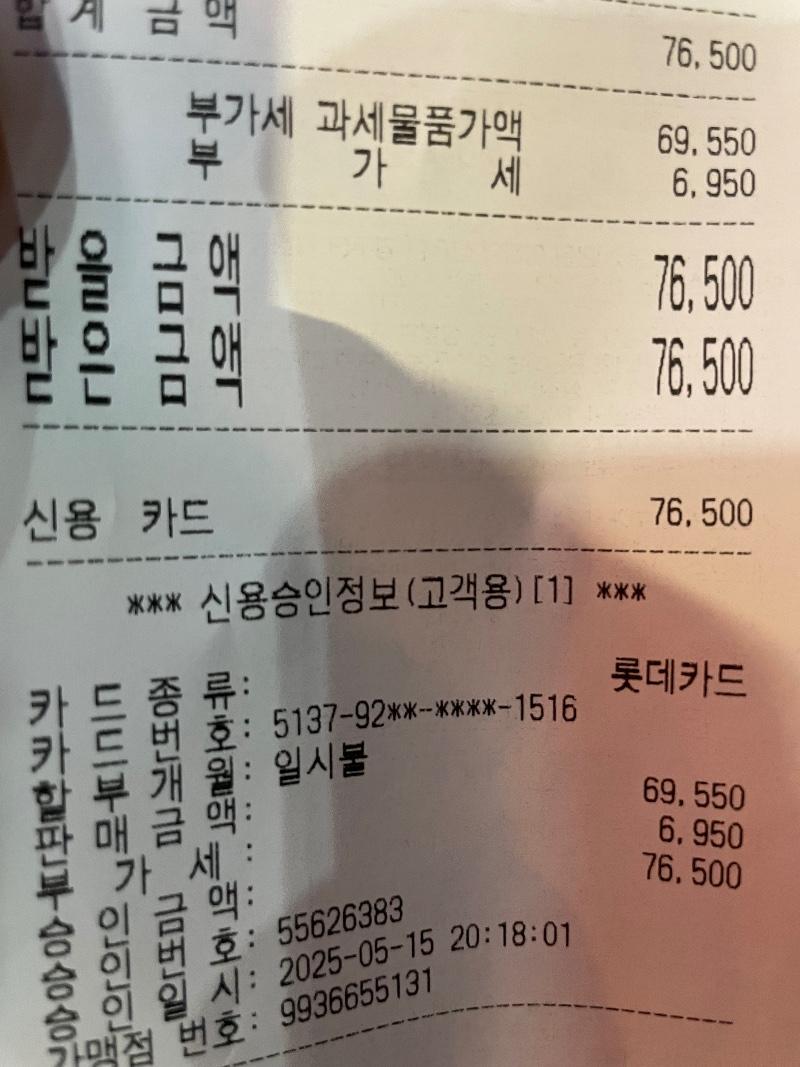 합 계 금 액 76,500
부가세 과세물품가액 69,550
부 가 세 6,950
받 을 금 액 76,500
받 은 금 액 76,500
신용 카드 76,500
*** 신용승인정보(고객용)[1] ***
카 드 종 류: 롯데카드
카 드 번 호: 5137-92**-****-1516
할 부 개 월: 일시불
판 매 금 액: 69,550
부 가 세 : 6,950
승 인 금 액: 76,500
승 인 번 호: 55626383
승 인 일 시: 2025-05-15 20:18:01
가맹점 번호: 9936655131